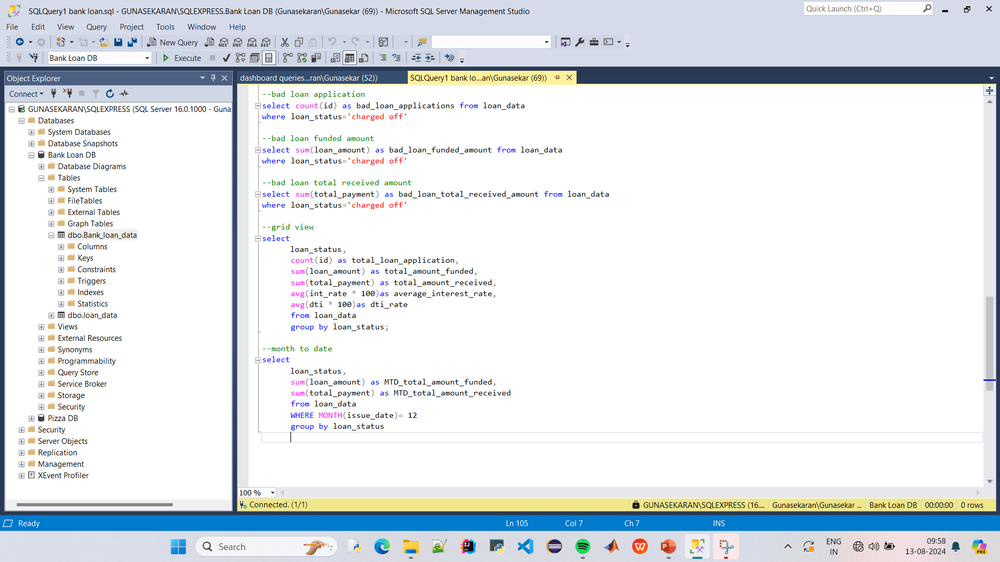 SQLQuery1 bank loan.sql - GUNASEKARAN\SQLEXPRESS.Bank Loan DB (Gunasekaran\Gunasekar (69)) - Microsoft SQL Server Management Studio
Quick Launch (Ctrl+Q)
File Edit View Query Project Tools Window Help
New Query
MDX DMX XMLA DAX
Bank Loan DB
Execute
Object Explorer
dashboard queries...ran\Gunasekar (52))
SQLQuery1 bank lo...an\Gunasekar (69))
Connect
GUNASEKARAN\SQLEXPRESS (SQL Server 16.0.1000 - Guna
Databases
System Databases
Database Snapshots
Bank Loan DB
Database Diagrams
Tables
System Tables
FileTables
External Tables
Graph Tables
dbo.Bank_loan_data
Columns
Keys
Constraints
Triggers
Indexes
Statistics
dbo.loan_data
Views
External Resources
Synonyms
Programmability
Query Store
Service Broker
Storage
Security
Pizza DB
Security
Server Objects
Replication
Management
XEvent Profiler
--bad loan application
select count(id) as bad_loan_applications from loan_data
where loan_status='charged off'
--bad loan funded amount
select sum(loan_amount) as bad_loan_funded_amount from loan_data
where loan_status='charged off'
--bad loan total received amount
select sum(total_payment) as bad_loan_total_received_amount from loan_data
where loan_status='charged off'
--grid view
select
loan_status,
count(id) as total_loan_application,
sum(loan_amount) as total_amount_funded,
sum(total_payment) as total_amount_received,
avg(int_rate * 100)as average_interest_rate,
avg(dti * 100)as dti_rate
from loan_data
group by loan_status;
--month to date
select
loan_status,
sum(loan_amount) as MTD_total_amount_funded,
sum(total_payment) as MTD_total_amount_received
from loan_data
WHERE MONTH(issue_date)= 12
group by loan_status
100 %
Connected. (1/1)
GUNASEKARAN\SQLEXPRESS (16.... Gunasekaran\Gunasekar ... Bank Loan DB 00:00:00 0 rows
Ready
Ln 105 Col 7 Ch 7 INS
Search
ENG
IN
09:58
13-08-2024
PRE